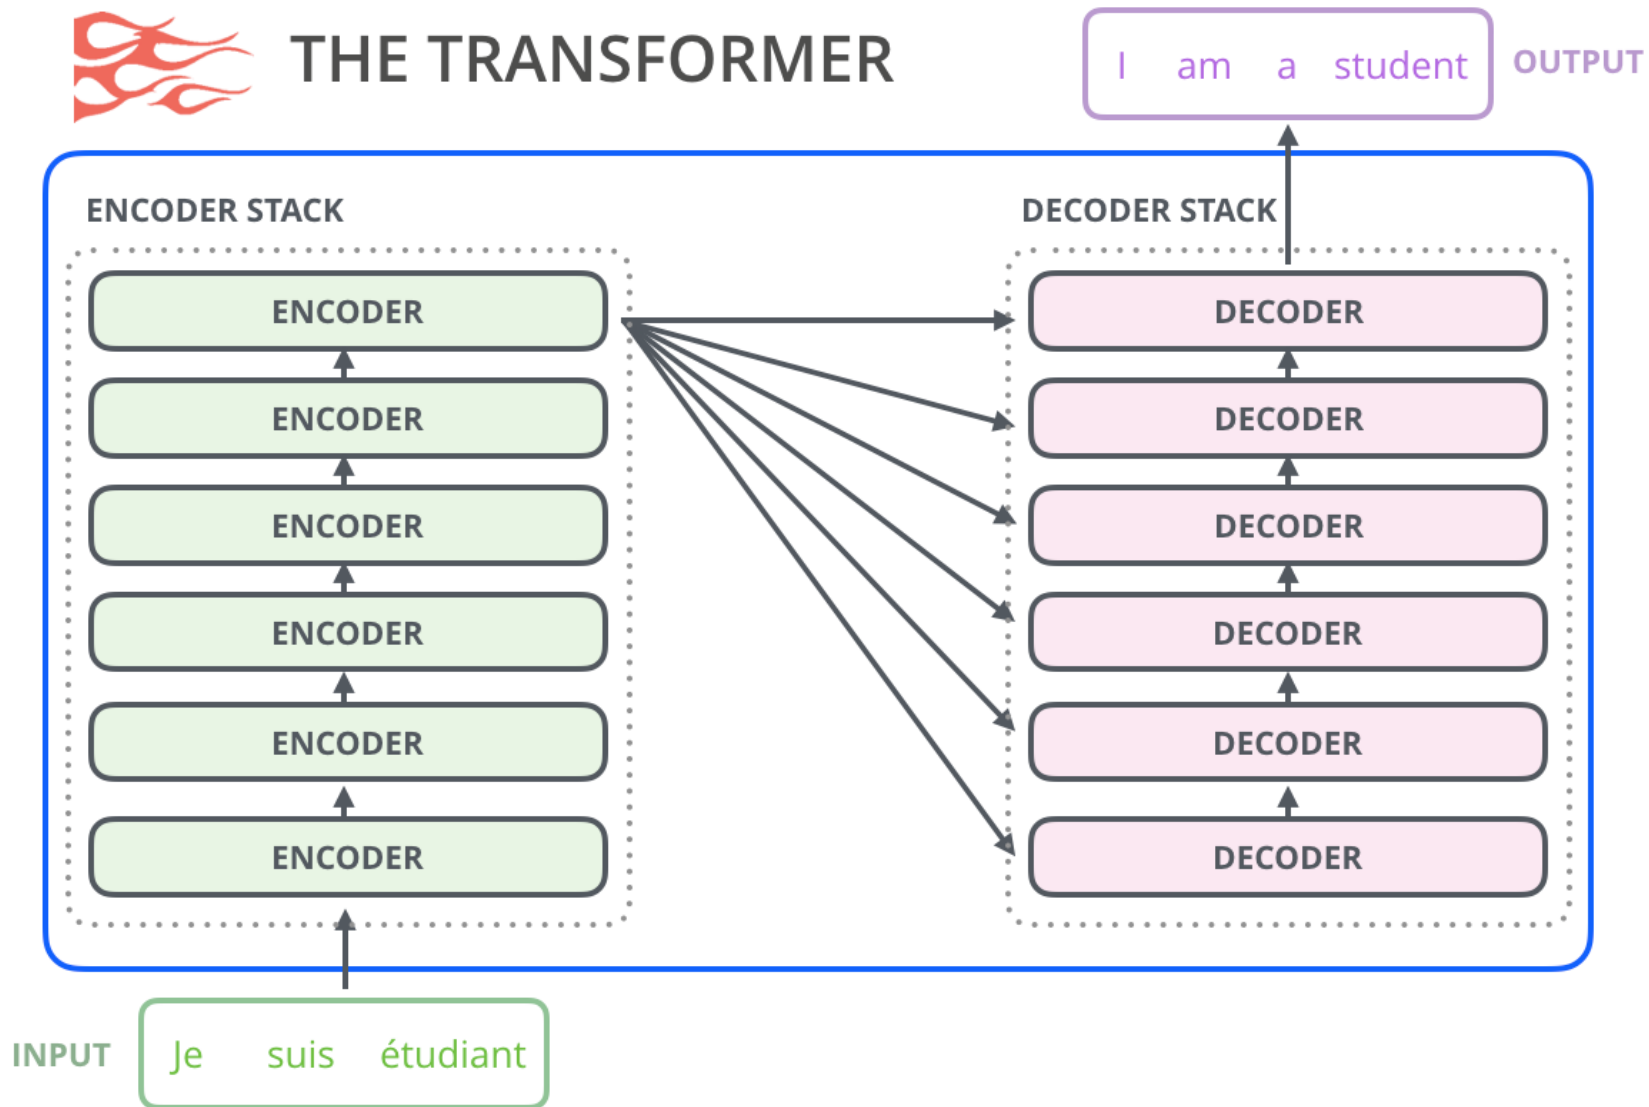 THE TRANSFORMER
I am a student
OUTPUT
ENCODER STACK
DECODER STACK
ENCODER
DECODER
ENCODER
DECODER
ENCODER
DECODER
ENCODER
DECODER
ENCODER
DECODER
ENCODER
DECODER
INPUT
Je suis étudiant